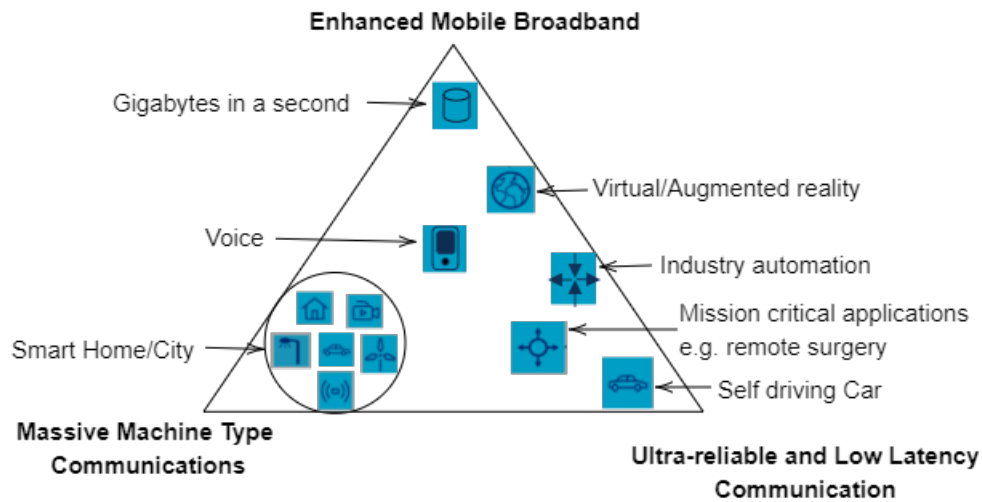 Enhanced Mobile Broadband
Gigabytes in a second
Virtual/Augmented reality
Voice
Industry automation
Mission critical applications
e.g. remote surgery
Smart Home/City
Self driving Car
Massive Machine Type
Communications
Ultra-reliable and Low Latency
Communication